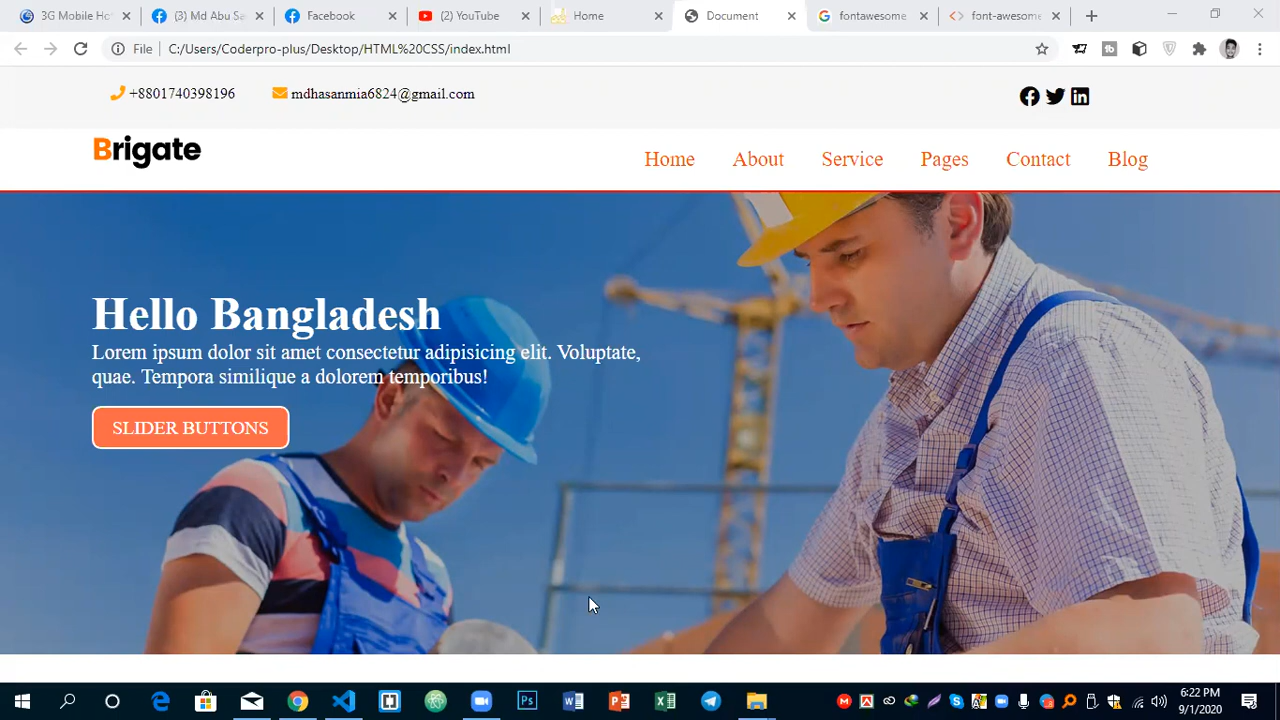 3G Mobile Ho
(3) Md Abu Sa
Facebook
(2) YouTube
Home
Document
fontawesome
font-awesome
File
C:/Users/Coderpro-plus/Desktop/HTML%20CSS/index.html
+8801740398196
mdhasanmia6824@gmail.com
Brigate
Home
About
Service
Pages
Contact
Blog
Hello Bangladesh
Lorem ipsum dolor sit amet consectetur adipisicing elit. Voluptate,
quae. Tempora similique a dolorem temporibus!
SLIDER BUTTONS
6:22 PM
9/1/2020